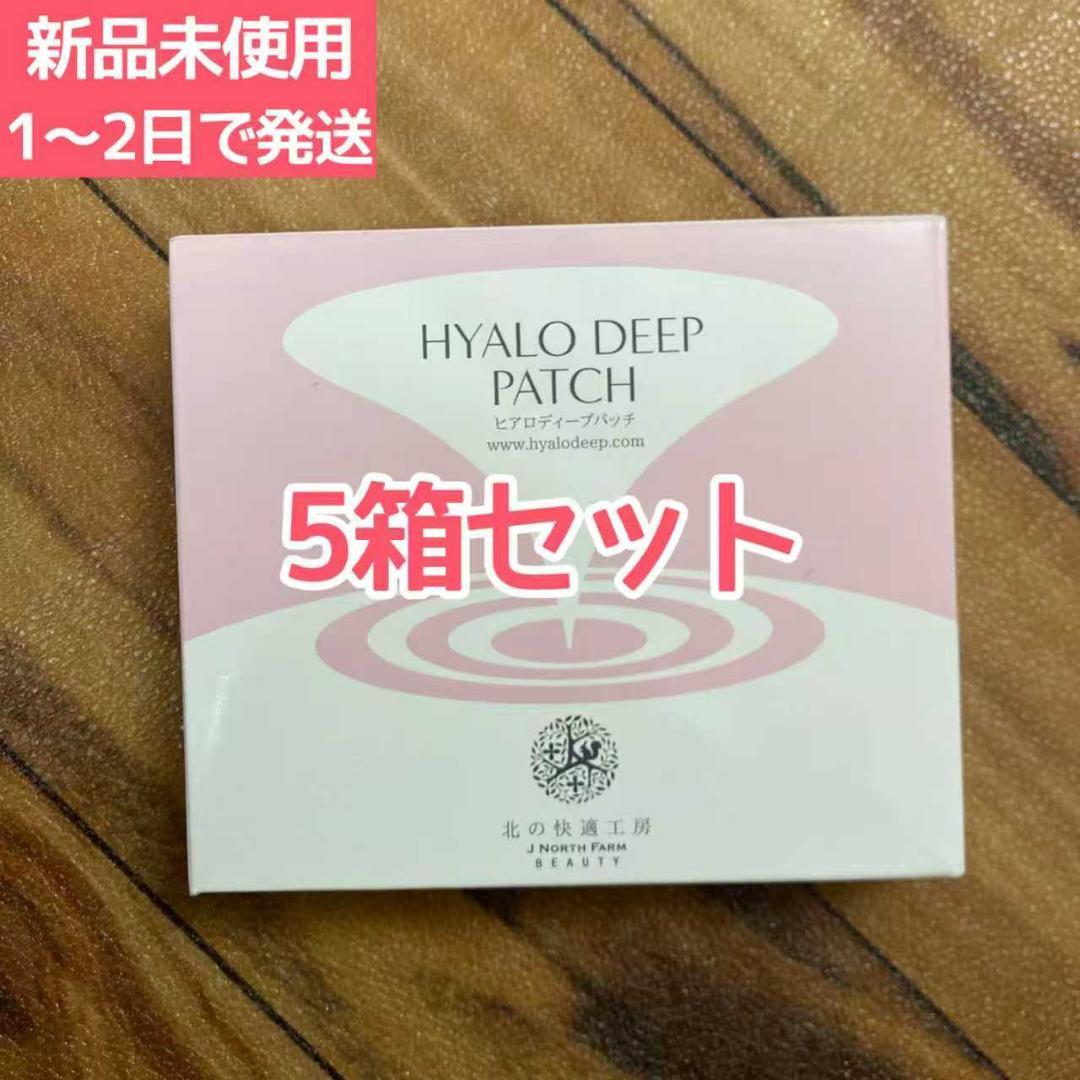 新品未使用
1〜2日で発送
HYALO DEEP
PATCH
ヒアロディープパッチ
www.hyalodeep.com
5箱セット
北の快適工房
J NORTH FARM
BEAUTY